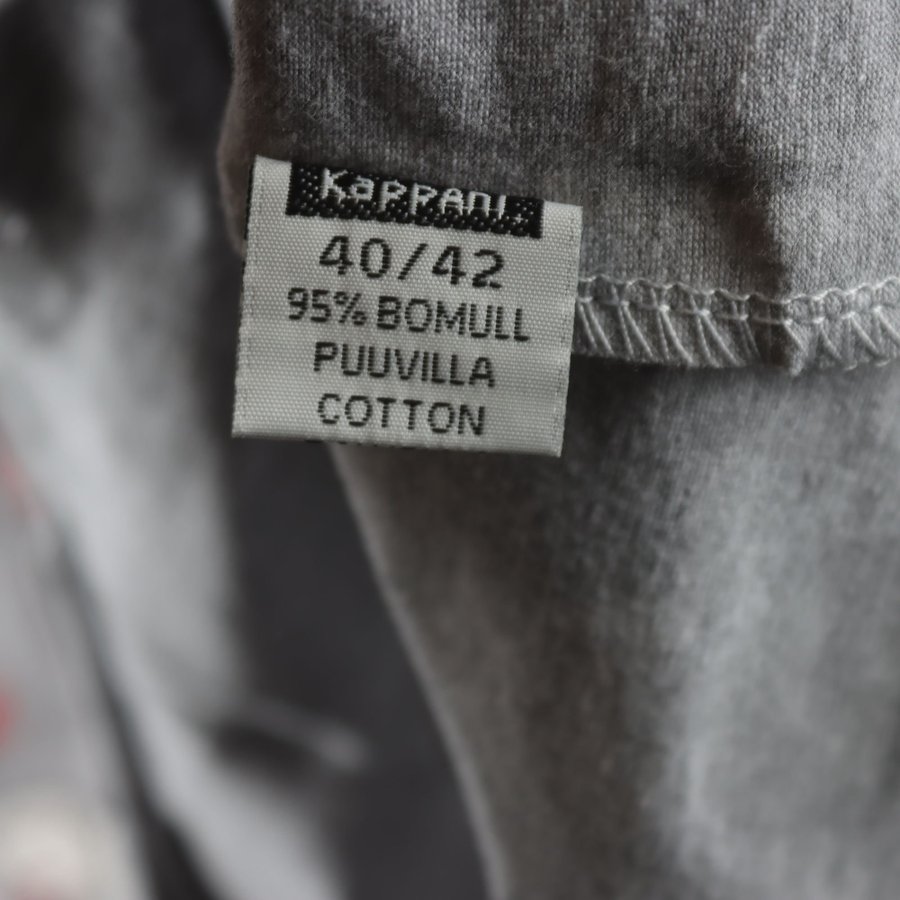 KAPPAHL
40/42
95% BOMULL
PUUVILLA
COTTON